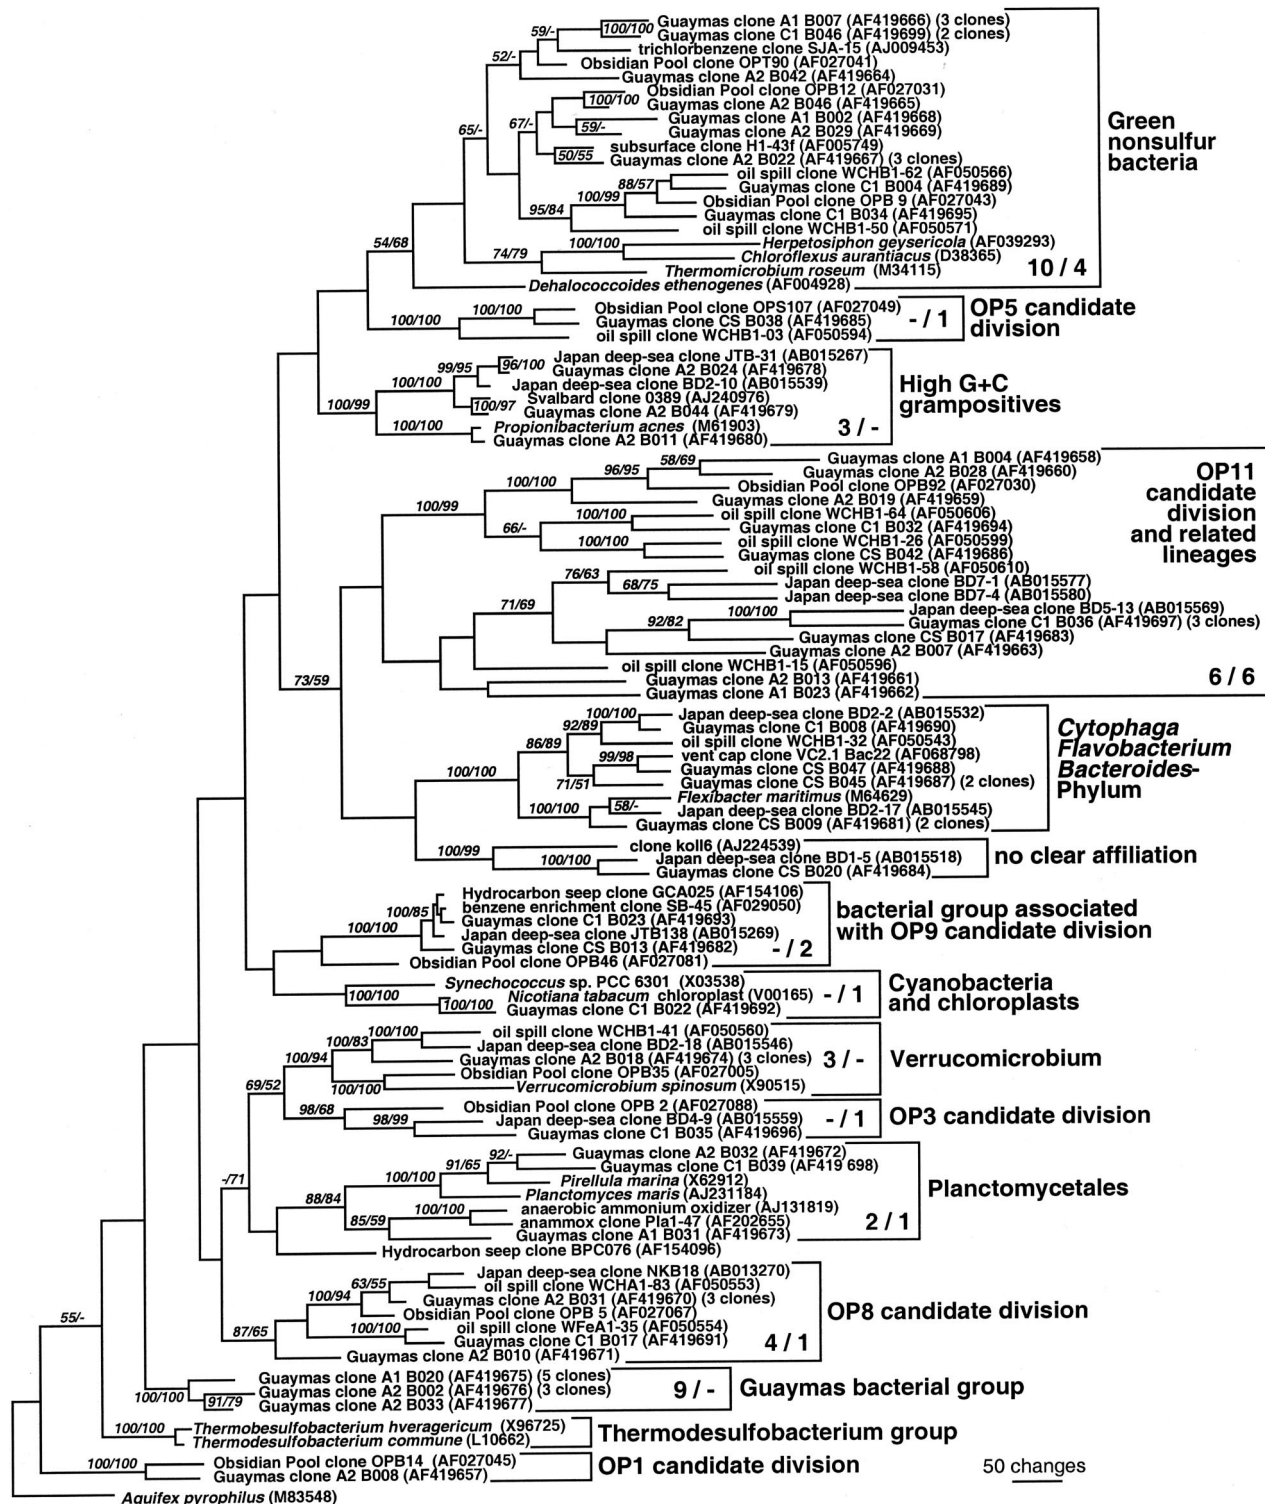 59/-
100/100
Guaymas clone A1 B007 (AF419666) (3 clones)
Guaymas clone C1 B046 (AF419699) (2 clones)
trichlorbenzene clone SJA-15 (AJ009453)
52/-
Obsidian Pool clone OPT90 (AF027041)
Guaymas clone A2 B042 (AF419664)
Obsidian Pool clone OPB12 (AF027031)
100/100
Guaymas clone A2 B046 (AF419665)
Guaymas clone A1 B002 (AF419668)
65/-
67/-
59/-
Guaymas clone A2 B029 (AF419669)
subsurface clone H1-43f (AF005749)
50/55
Guaymas clone A2 B022 (AF419667) (3 clones)
oil spill clone WCHB1-62 (AF050566)
88/57
Guaymas clone C1 B004 (AF419689)
100/99
Obsidian Pool clone OPB 9 (AF027043)
95/84
Guaymas clone C1 B034 (AF419695)
oil spill clone WCHB1-50 (AF050571)
54/68
100/100
Herpetosiphon geysericola (AF039293)
74/79
Chloroflexus aurantiacus (D38365)
Thermomicrobium roseum (M34115)
Dehalococcoides ethenogenes (AF004928)
Green
nonsulfur
bacteria
10 / 4
100/100
100/100
Obsidian Pool clone OPS107 (AF027049)
Guaymas clone CS B038 (AF419685)
oil spill clone WCHB1-03 (AF050594)
- / 1
OP5 candidate
division
Japan deep-sea clone JTB-31 (AB015267)
99/95
96/100
Guaymas clone A2 B024 (AF419678)
100/100
Japan deep-sea clone BD2-10 (AB015539)
Svalbard clone 0389 (AJ240976)
100/99
100/97
Guaymas clone A2 B044 (AF419679)
100/100
Propionibacterium acnes (M61903)
Guaymas clone A2 B011 (AF419680)
3 / -
High G+C
grampositives
58/69
Guaymas clone A1 B004 (AF419658)
96/95
Guaymas clone A2 B028 (AF419660)
100/100
Obsidian Pool clone OPB92 (AF027030)
Guaymas clone A2 B019 (AF419659)
100/99
100/100
oil spill clone WCHB1-64 (AF050606)
66/-
Guaymas clone C1 B032 (AF419694)
100/100
oil spill clone WCHB1-26 (AF050599)
Guaymas clone CS B042 (AF419686)
oil spill clone WCHB1-58 (AF050610)
76/63
68/75
Japan deep-sea clone BD7-1 (AB015577)
Japan deep-sea clone BD7-4 (AB015580)
71/69
100/100
Japan deep-sea clone BD5-13 (AB015569)
92/82
Guaymas clone C1 B036 (AF419697) (3 clones)
Guaymas clone CS B017 (AF419683)
Guaymas clone A2 B007 (AF419663)
oil spill clone WCHB1-15 (AF050596)
73/59
Guaymas clone A2 B013 (AF419661)
Guaymas clone A1 B023 (AF419662)
OP11
candidate
division
and related
lineages
6 / 6
100/100
Japan deep-sea clone BD2-2 (AB015532)
92/89
Guaymas clone C1 B008 (AF419690)
86/89
oil spill clone WCHB1-32 (AF050543)
99/98
vent cap clone VC2.1 Bac22 (AF068798)
100/100
Guaymas clone CS B047 (AF419688)
71/51
Guaymas clone CS B045 (AF419687) (2 clones)
Flexibacter maritimus (M64629)
100/100
58/-
Japan deep-sea clone BD2-17 (AB015545)
Guaymas clone CS B009 (AF419681) (2 clones)
Cytophaga
Flavobacterium
Bacteroides-
Phylum
100/99
clone koll6 (AJ224539)
100/100
Japan deep-sea clone BD1-5 (AB015518)
Guaymas clone CS B020 (AF419684)
no clear affiliation
Hydrocarbon seep clone GCA025 (AF154106)
100/85
benzene enrichment clone SB-45 (AF029050)
Guaymas clone C1 B023 (AF419693)
100/100
Japan deep-sea clone JTB138 (AB015269)
Guaymas clone CS B013 (AF419682)
Obsidian Pool clone OPB46 (AF027081)
- / 2
bacterial group associated
with OP9 candidate division
Synechococcus sp. PCC 6301 (X03538)
100/100
Nicotiana tabacum chloroplast (V00165)
100/100
Guaymas clone C1 B022 (AF419692)
- / 1
Cyanobacteria
and chloroplasts
100/100
oil spill clone WCHB1-41 (AF050560)
100/83
Japan deep-sea clone BD2-18 (AB015546)
100/94
Guaymas clone A2 B018 (AF419674) (3 clones)
Obsidian Pool clone OPB35 (AF027005)
69/52
100/100
Verrucomicrobium spinosum (X90515)
3 / -
Verrucomicrobium
98/68
Obsidian Pool clone OPB 2 (AF027088)
98/99
Japan deep-sea clone BD4-9 (AB015559)
Guaymas clone C1 B035 (AF419696)
- / 1
OP3 candidate division
92/-
Guaymas clone A2 B032 (AF419672)
91/65
Guaymas clone C1 B039 (AF419 698)
-/71
100/100
Pirellula marina (X62912)
88/84
Planctomyces maris (AJ231184)
100/100
anaerobic ammonium oxidizer (AJ131819)
85/59
anammox clone Pla1-47 (AF202655)
Guaymas clone A1 B031 (AF419673)
Hydrocarbon seep clone BPC076 (AF154096)
2 / 1
Planctomycetales
Japan deep-sea clone NKB18 (AB013270)
63/55
oil spill clone WCHA1-83 (AF050553)
100/94
Guaymas clone A2 B031 (AF419670) (3 clones)
Obsidian Pool clone OPB 5 (AF027067)
55/-
87/65
100/100
oil spill clone WFeA1-35 (AF050554)
Guaymas clone C1 B017 (AF419691)
Guaymas clone A2 B010 (AF419671)
4 / 1
OP8 candidate division
Guaymas clone A1 B020 (AF419675) (5 clones)
100/100
91/79
Guaymas clone A2 B002 (AF419676) (3 clones)
Guaymas clone A2 B033 (AF419677)
9 / -
Guaymas bacterial group
100/100
Thermobesulfobacterium hveragericum (X96725)
Thermodesulfobacterium commune (L10662)
Thermodesulfobacterium group
100/100
Obsidian Pool clone OPB14 (AF027045)
Guaymas clone A2 B008 (AF419657)
OP1 candidate division
50 changes
Aquifex pyrophilus (M83548)